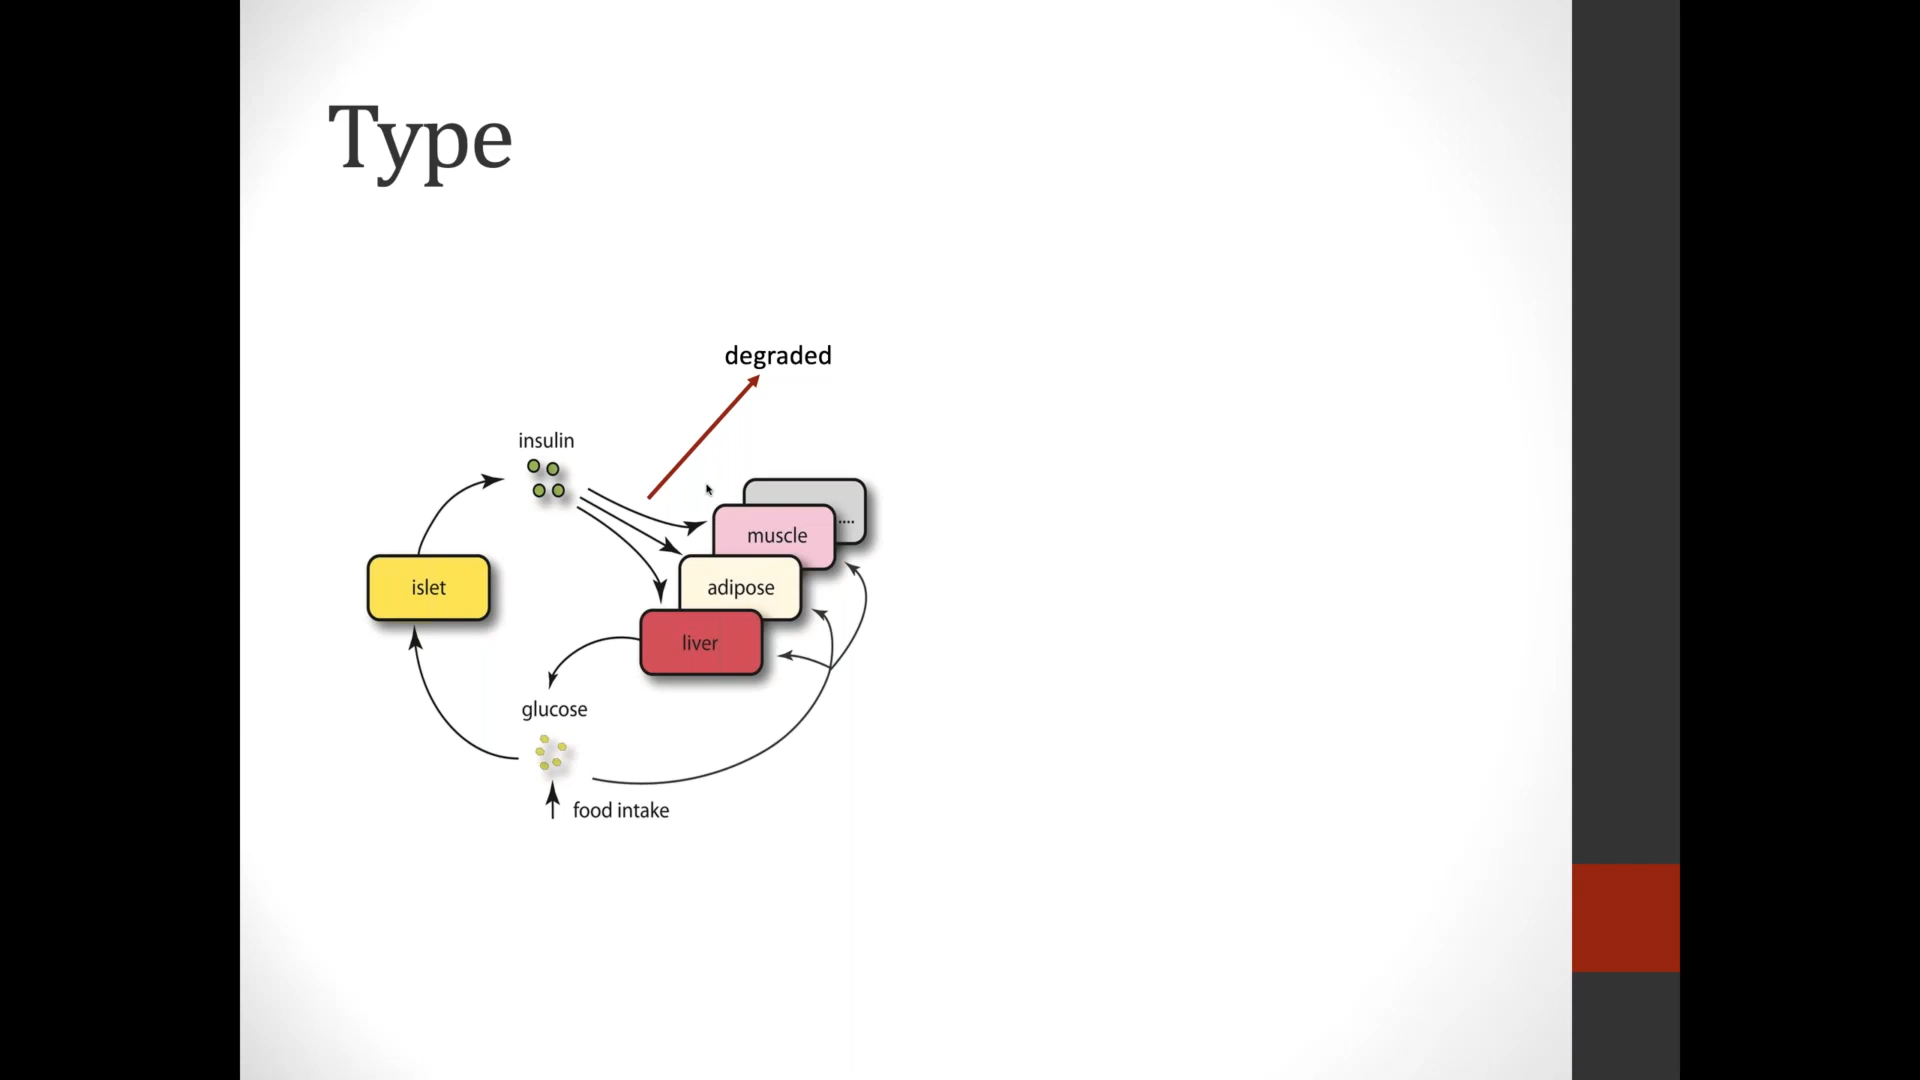 Type
degraded
insulin
....
muscle
islet
adipose
liver
glucose
food intake